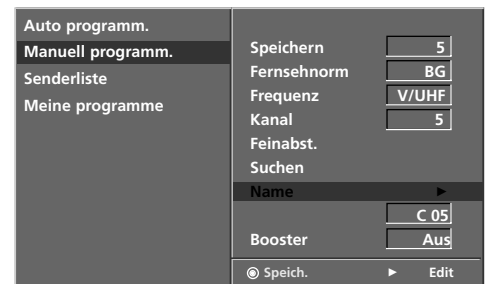 Auto programm.
Manuell programm.
Senderliste
Meine programme
Speichern 5
Fernsehnorm BG
Frequenz V/UHF
Kanal 5
Feinabst.
Suchen
Name ►
C 05
Booster Aus
◉ Speich. ► Edit